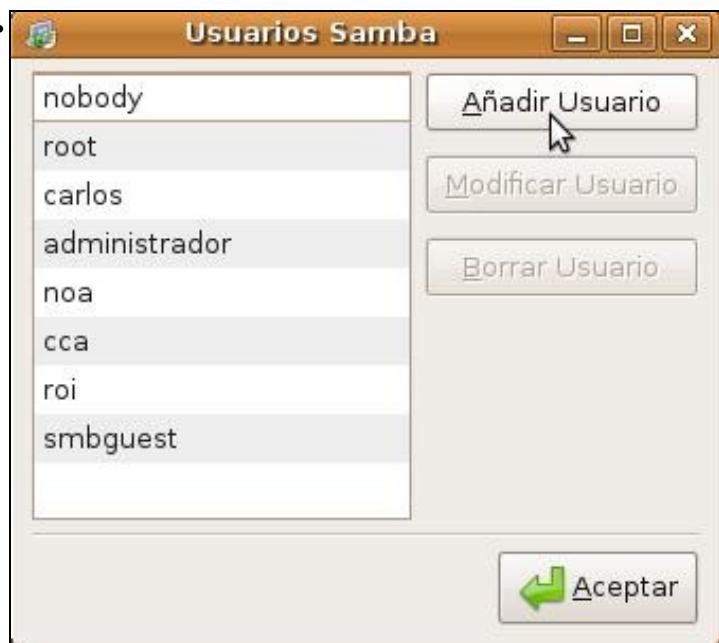 Usuarios Samba
nobody
root
carlos
administrador
noa
cca
roi
smbguest
Añadir Usuario
Modificar Usuario
Borrar Usuario
Aceptar